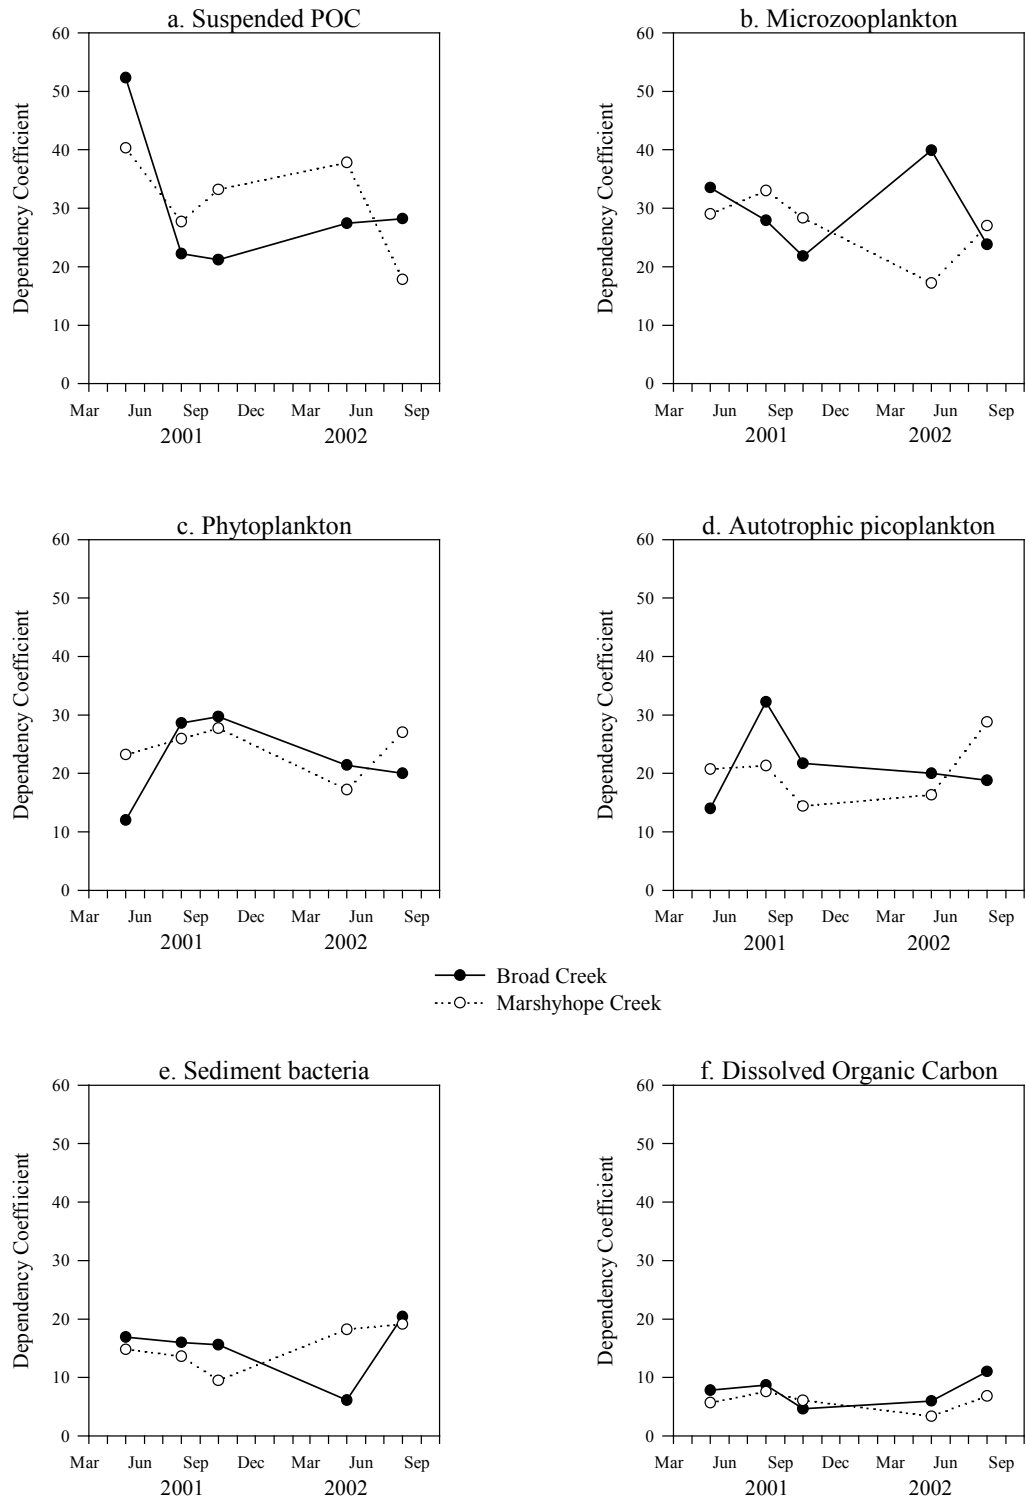 a. Suspended POC
60
50
40
30
20
10
0
Dependency Coefficient
Mar Jun Sep Dec Mar Jun Sep
2001 2002
b. Microzooplankton
60
50
40
30
20
10
0
Dependency Coefficient
Mar Jun Sep Dec Mar Jun Sep
2001 2002
c. Phytoplankton
60
50
40
30
20
10
0
Dependency Coefficient
Mar Jun Sep Dec Mar Jun Sep
2001 2002
d. Autotrophic picoplankton
60
50
40
30
20
10
0
Dependency Coefficient
Mar Jun Sep Dec Mar Jun Sep
2001 2002
Broad Creek
Marshyhope Creek
e. Sediment bacteria
60
50
40
30
20
10
0
Dependency Coeffiicient
Mar Jun Sep Dec Mar Jun Sep
2001 2002
f. Dissolved Organic Carbon
60
50
40
30
20
10
0
Dependency Coefficient
Mar Jun Sep Dec Mar Jun Sep
2001 2002